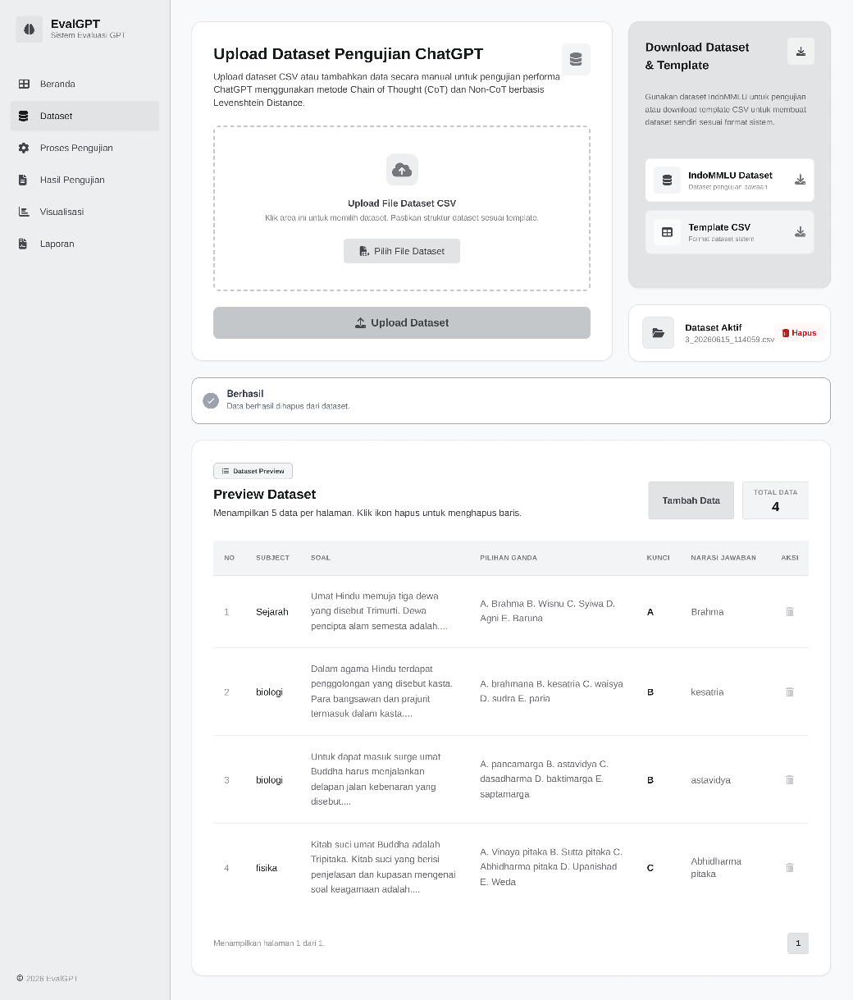 EvalGPT
Sistem Evaluasi GPT
Beranda
Dataset
Proses Pengujian
Hasil Pengujian
Visualisasi
Laporan
© 2026 EvalGPT
Upload Dataset Pengujian ChatGPT
Upload dataset CSV atau tambahkan data secara manual untuk pengujian performa
ChatGPT menggunakan metode Chain of Thought (CoT) dan Non-CoT berbasis
Levenshtein Distance.
Upload File Dataset CSV
Klik area ini untuk memilih dataset. Pastikan struktur dataset sesuai template.
Pilih File Dataset
Upload Dataset
Download Dataset
& Template
Gunakan dataset IndoMMLU untuk pengujian
atau download template CSV untuk membuat
dataset sendiri sesuai format sistem.
IndoMMLU Dataset
Dataset pengujian bawaan
Template CSV
Format dataset sistem
Dataset Aktif
3_20260615_114059.csv
Hapus
Berhasil
Data berhasil dihapus dari dataset.
Dataset Preview
Preview Dataset
Menampilkan 5 data per halaman. Klik ikon hapus untuk menghapus baris.
Tambah Data
TOTAL DATA
4
NO SUBJECT SOAL PILIHAN GANDA KUNCI NARASI JAWABAN AKSI
1 Sejarah
Umat Hindu memuja tiga dewa
yang disebut Trimurti. Dewa
pencipta alam semesta adalah....
A. Brahma B. Wisnu C. Syiwa D.
Agni E. Baruna
A
Brahma
2 biologi
Dalam agama Hindu terdapat
penggolongan yang disebut kasta.
Para bangsawan dan prajurit
termasuk dalam kasta....
A. brahmana B. kesatria C. waisya
D. sudra E. paria
B
kesatria
3 biologi
Untuk dapat masuk surge umat
Buddha harus menjalankan
delapan jalan kebenaran yang
disebut....
A. pancamarga B. astavidya C.
dasadharma D. baktimarga E.
saptamarga
B
astavidya
4 fisika
Kitab suci umat Buddha adalah
Tripitaka. Kitab suci yang berisi
penjelasan dan kupasan mengenai
soal keagamaan adalah....
A. Vinaya pitaka B. Sutta pitaka C.
Abhidharma pitaka D. Upanishad
E. Weda
C
Abhidharma
pitaka
Menampilkan halaman 1 dari 1.
1